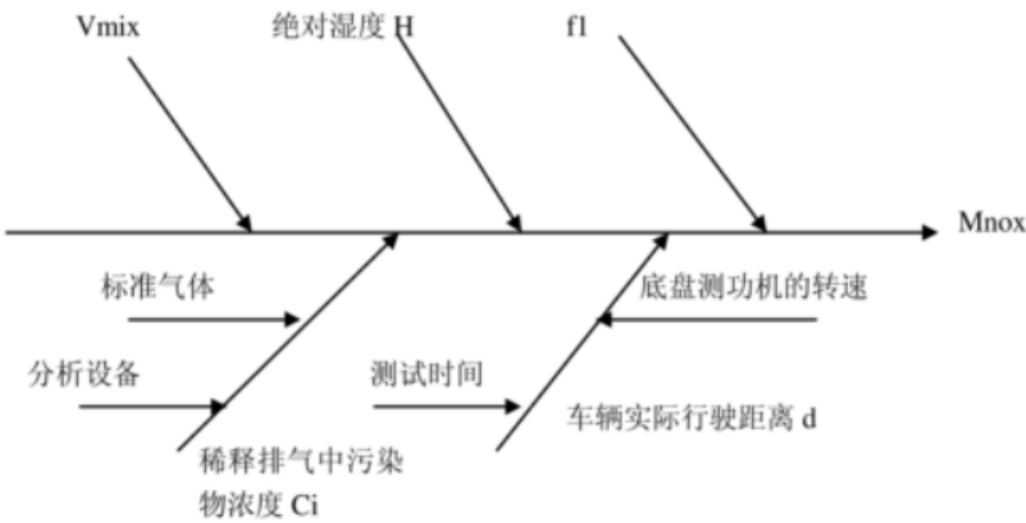 Vmix
绝对湿度 H
f1
Mnox
标准气体
底盘测功机的转速
分析设备
测试时间
车辆实际行驶距离 d
稀释排气中污染
物浓度 Ci